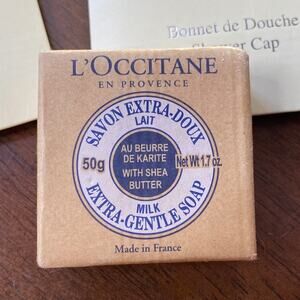 Bonnet de Douche
Shower Cap
L'OCCITANE
EN PROVENCE
SAVON EXTRA-DOUX
LAIT
AU BEURRE
DE KARITE
50g
Net Wt 1.7 oz.
WITH SHEA
BUTTER
MILK
EXTRA-GENTLE SOAP
Made in France